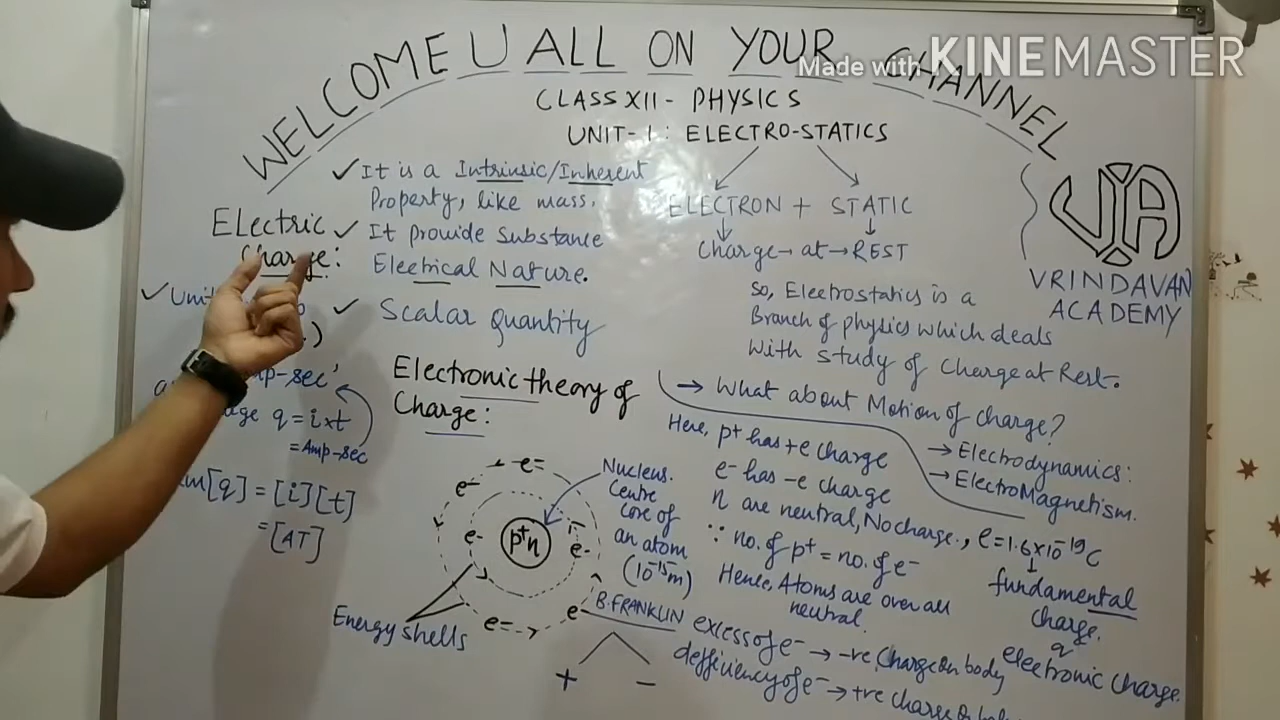 WELCOME U ALL ON YOUR CHANNEL
Made with KINEMASTER
CLASS XII - PHYSICS
UNIT-1: ELECTRO-STATICS
ELECTRON + STATIC
Charge → at → REST
So, Electrostatics is a
Branch of physics which deals
With study of Charge at Rest.
VJA
VRINDAVAN
ACADEMY
Electric
Charge:
✓ It is a Intrinsic/Inherent
Property, like mass.
✓ It provide substance
Electrical Nature.
✓ Scalar quantity
✓ Unit
-sec'
q = i x t
= Amp-sec
[q] = [i][t]
= [AT]
Electronic theory of
Charge:
→ What about Motion of charge?
→ Electrodynamics:
→ ElectroMagnetism.
Nucleus.
Centre
core of
an atom
(10⁻¹⁵m)
e-
e-
e-
e-
e-
e-
e-
p⁺n
Energy shells
Here, p⁺ has +e charge
e⁻ has -e charge
n are neutral, No charge., e = 1.6x10⁻¹⁹C
∵ no. of p⁺ = no. of e⁻
Hence, Atoms are over all
neutral.
fundamental
charge.
electronic charge.
B. FRANKLIN
+ −
excess of e⁻ → -ve Charge on body
defficiency of e⁻ → +ve Charge